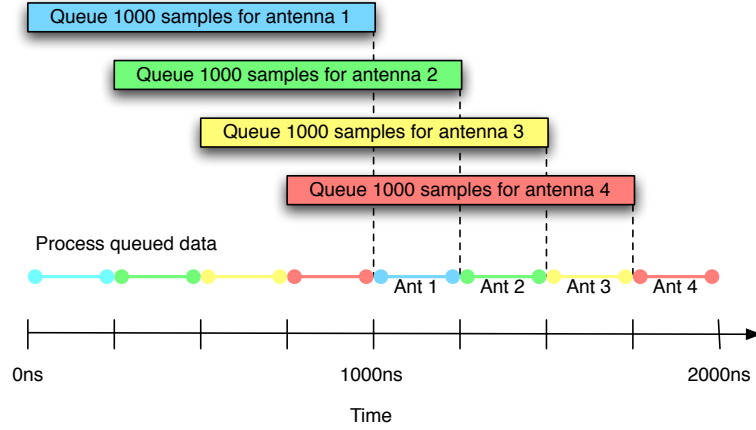 Queue 1000 samples for antenna 1
Queue 1000 samples for antenna 2
Queue 1000 samples for antenna 3
Queue 1000 samples for antenna 4
Process queued data
Ant 1 Ant 2 Ant 3 Ant 4
0ns 1000ns 2000ns
Time